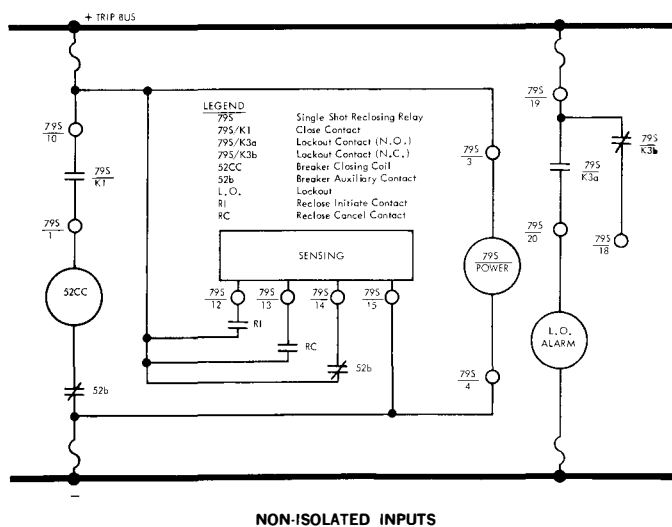 + TRIP BUS
LEGEND
79S Single Shot Reclosing Relay
79S/K1 Close Contact
79S/K3a Lockout Contact (N.O.)
79S/K3b Lockout Contact (N.C.)
52CC Breaker Closing Coil
52b Breaker Auxiliary Contact
L.O. Lockout
RI Reclose Initiate Contact
RC Reclose Cancel Contact
79S
10
79S
K1
79S
1
52CC
52b
SENSING
79S
12
79S
13
79S
14
79S
15
RI
RC
52b
79S
3
79S
POWER
79S
4
79S
19
79S
K3a
79S
K3b
79S
20
79S
18
L.O.
ALARM
–
NON-ISOLATED INPUTS